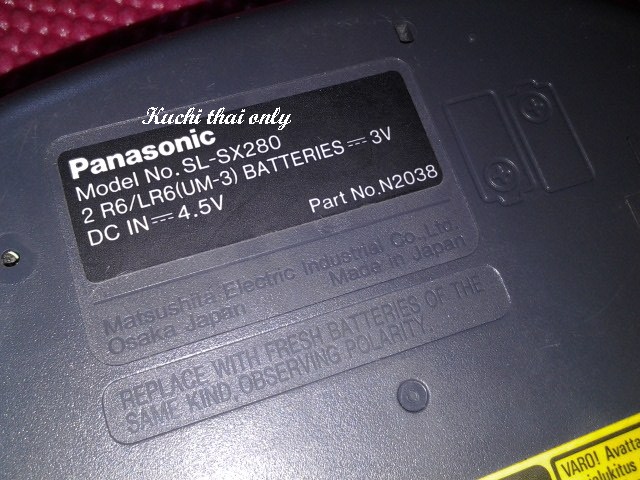 Kuchi thai only
Panasonic
Model No. SL-SX280
2 R6/LR6(UM-3) BATTERIES ⎓ 3V
DC IN ⎓ 4.5V
Part No.N2038
Matsushita Electric Industrial Co., Ltd.
Osaka Japan Made in Japan
REPLACE WITH FRESH BATTERIES OF THE
SAME KIND, OBSERVING POLARITY.
VARO! Avatta